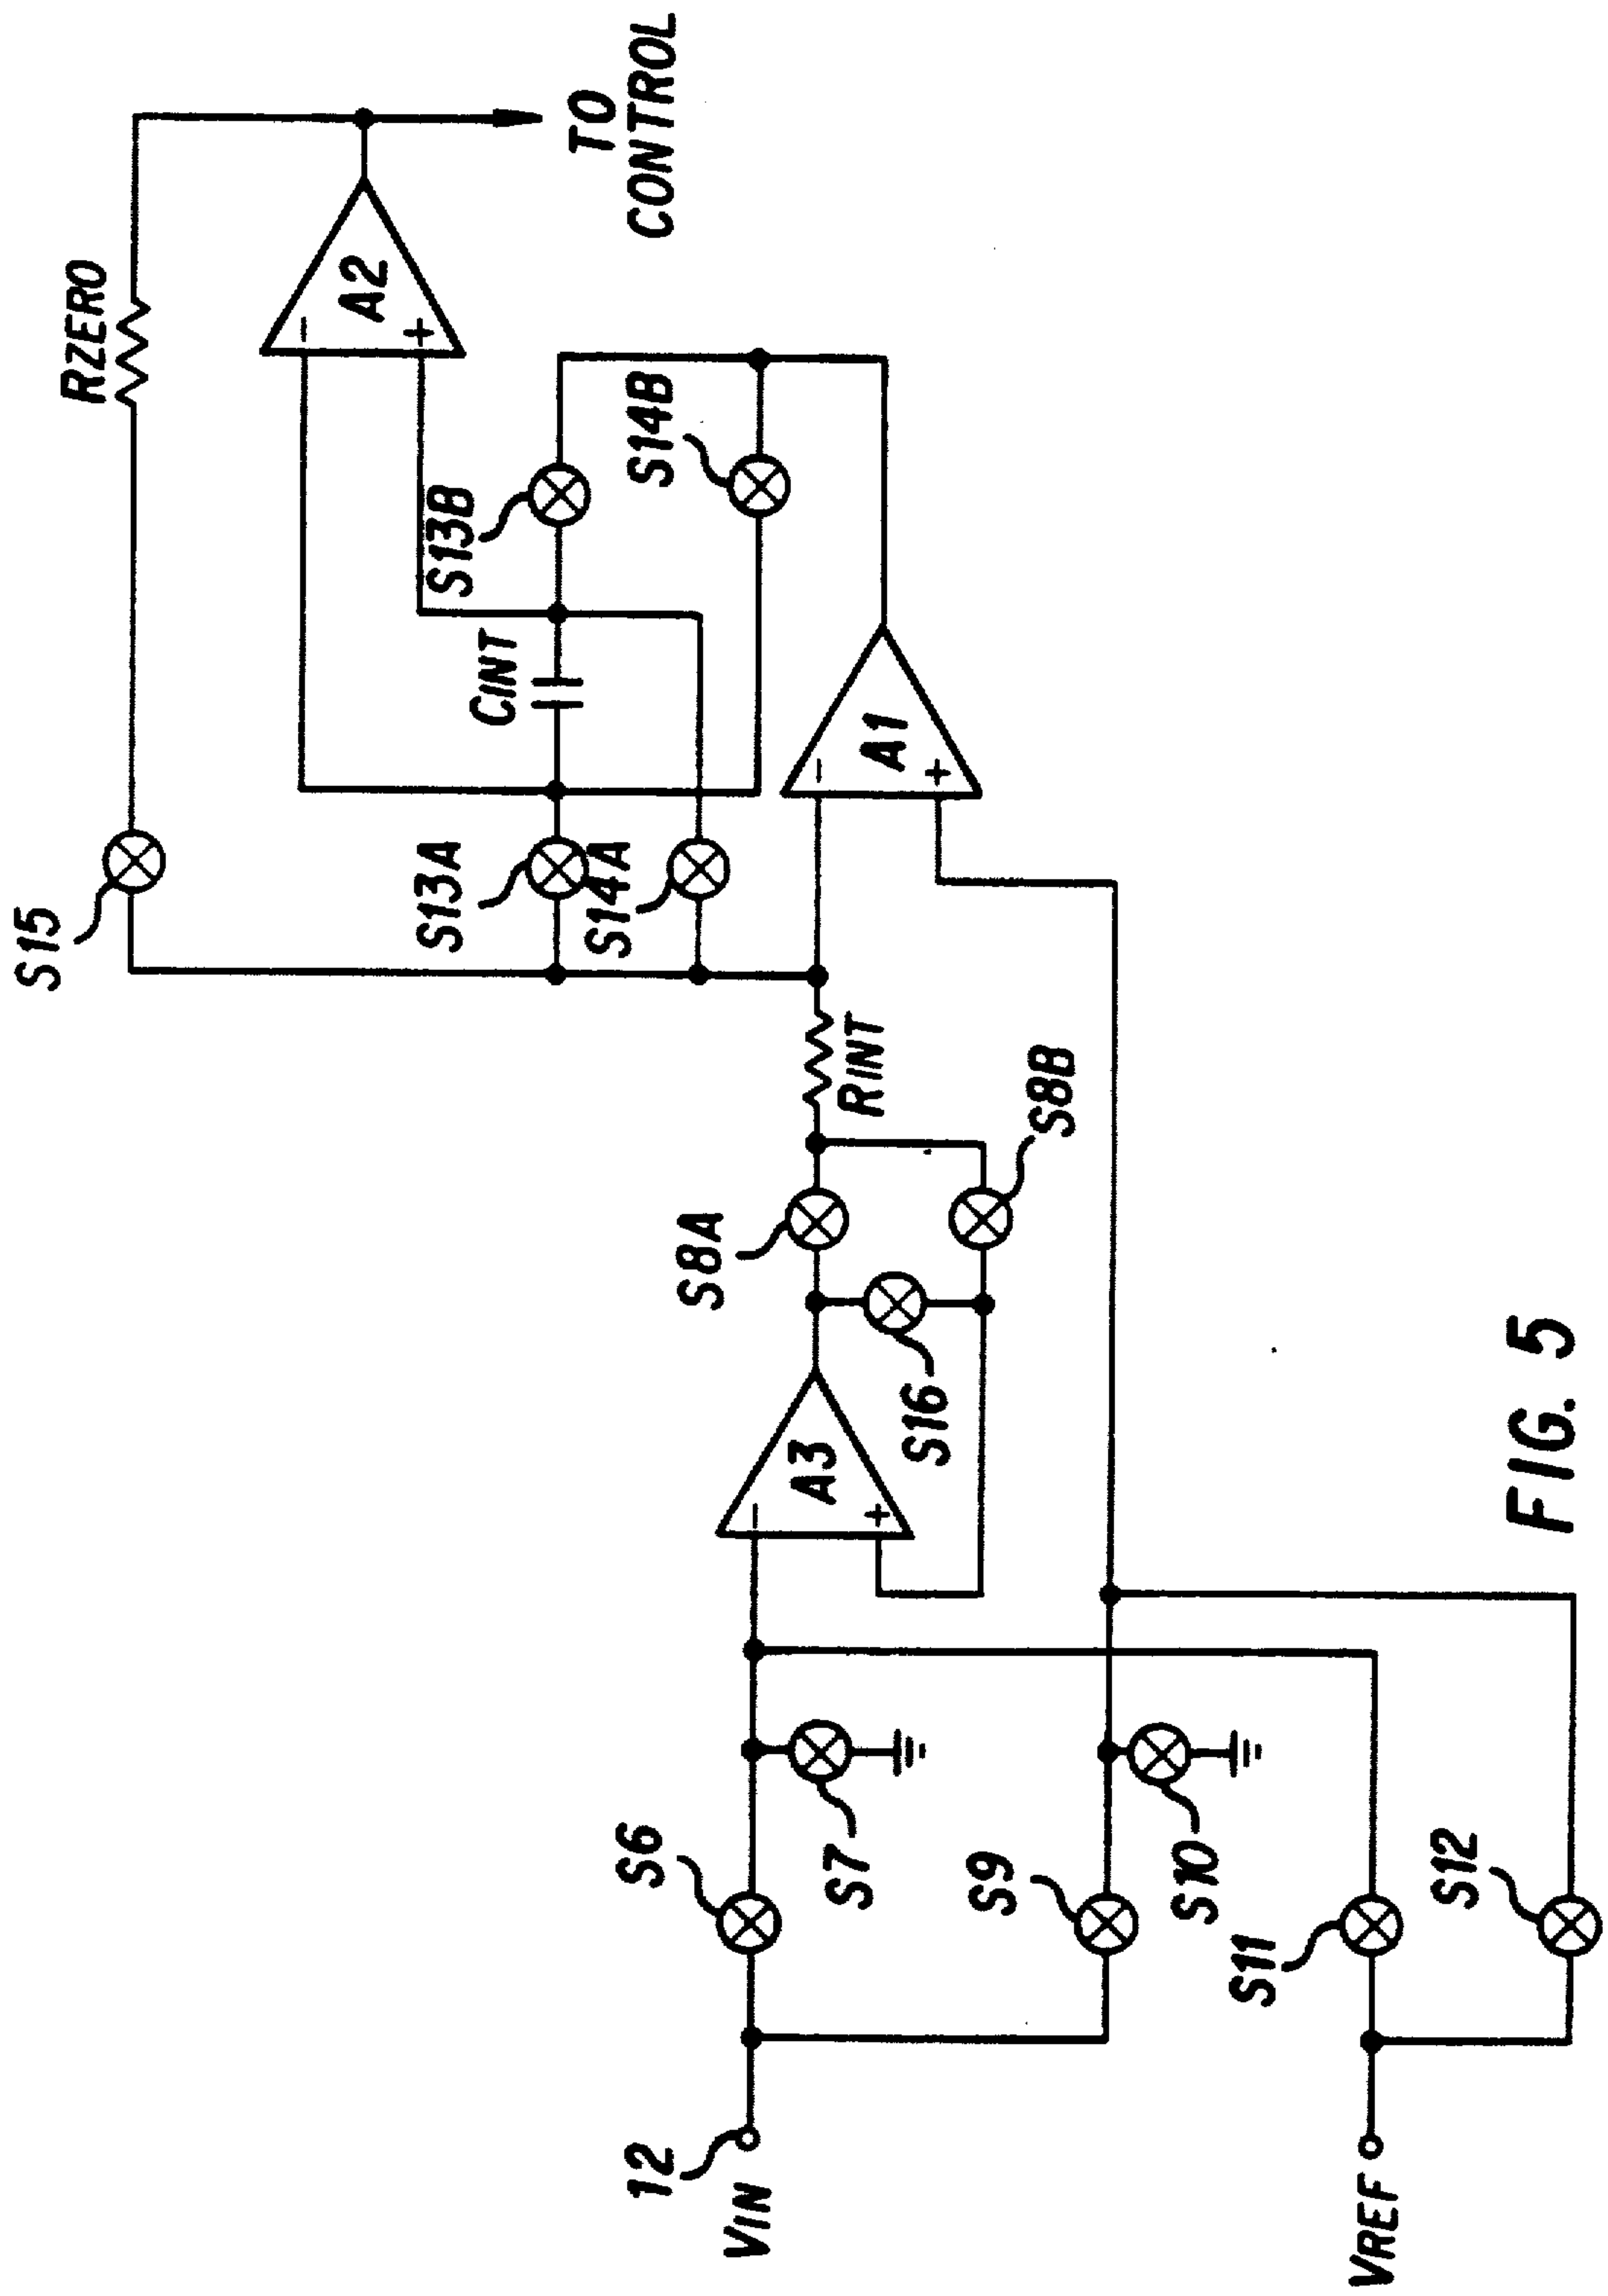 S15
RZERO
A2
−
+
TO
CONTROL
S13A
CINT
S13B
S14A
S14B
A1
−
+
RINT
S8A
S8B
S16
A3
−
+
S6
S7
12
VIN
S9
S10
S11
S12
VREF
FIG. 5